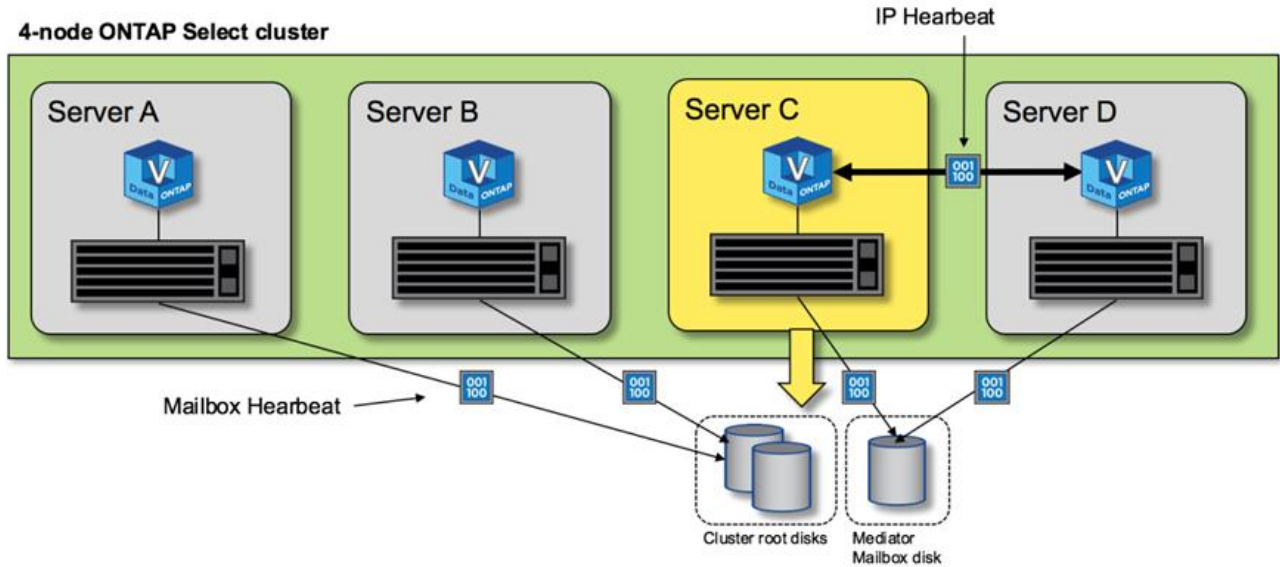 IP Hearbeat
4-node ONTAP Select cluster
Server A
Server B
Server C
Server D
V
Data ONTAP
V
Data ONTAP
V
Data ONTAP
V
Data ONTAP
001
100
Mailbox Hearbeat
001
100
001
100
001
100
001
100
Cluster root disks
Mediator
Mailbox disk